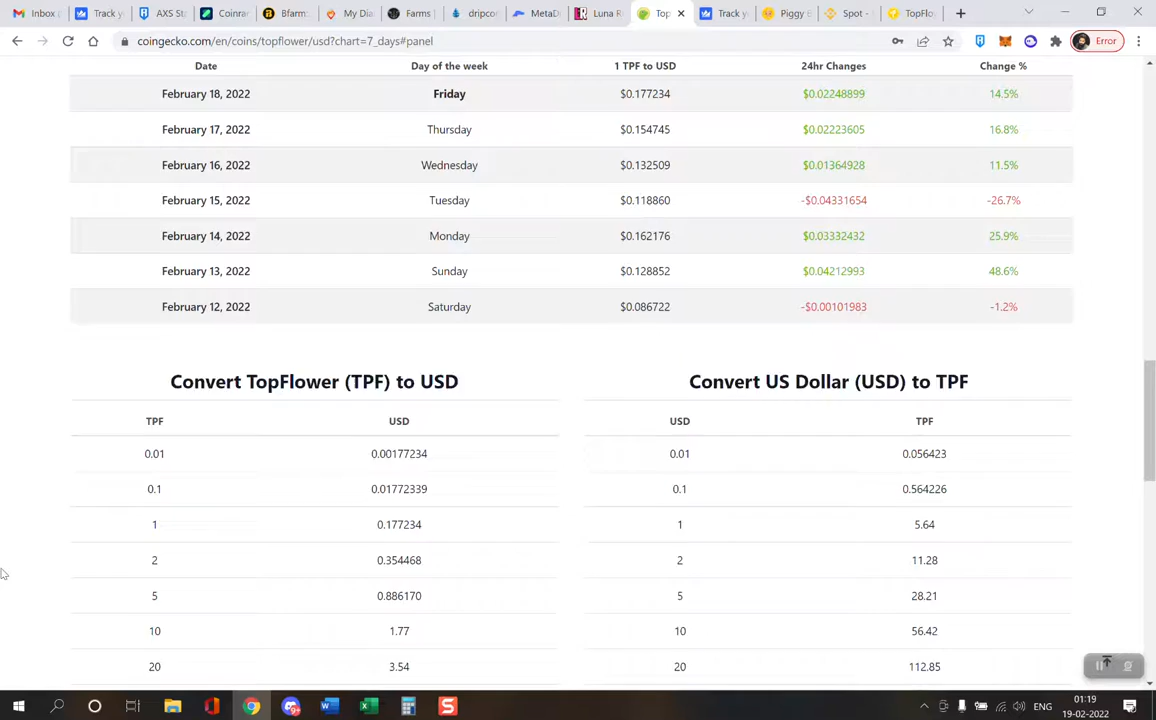 Inbox
Track yo
AXS St
Coinra
Bfarm
My Dia
Farms |
dripcor
MetaD
Luna R
Top
Track yo
Piggy B
Spot -
TopFlo
coingecko.com/en/coins/topflower/usd?chart=7_days#panel
Error
Date Day of the week 1 TPF to USD 24hr Changes Change %
February 18, 2022 Friday $0.177234 $0.02248899 14.5%
February 17, 2022 Thursday $0.154745 $0.02223605 16.8%
February 16, 2022 Wednesday $0.132509 $0.01364928 11.5%
February 15, 2022 Tuesday $0.118860 -$0.04331654 -26.7%
February 14, 2022 Monday $0.162176 $0.03332432 25.9%
February 13, 2022 Sunday $0.128852 $0.04212993 48.6%
February 12, 2022 Saturday $0.086722 -$0.00101983 -1.2%
Convert TopFlower (TPF) to USD
TPF USD
0.01 0.00177234
0.1 0.01772339
1 0.177234
2 0.354468
5 0.886170
10 1.77
20 3.54
Convert US Dollar (USD) to TPF
USD TPF
0.01 0.056423
0.1 0.564226
1 5.64
2 11.28
5 28.21
10 56.42
20 112.85
ENG
01:19
19-02-2022